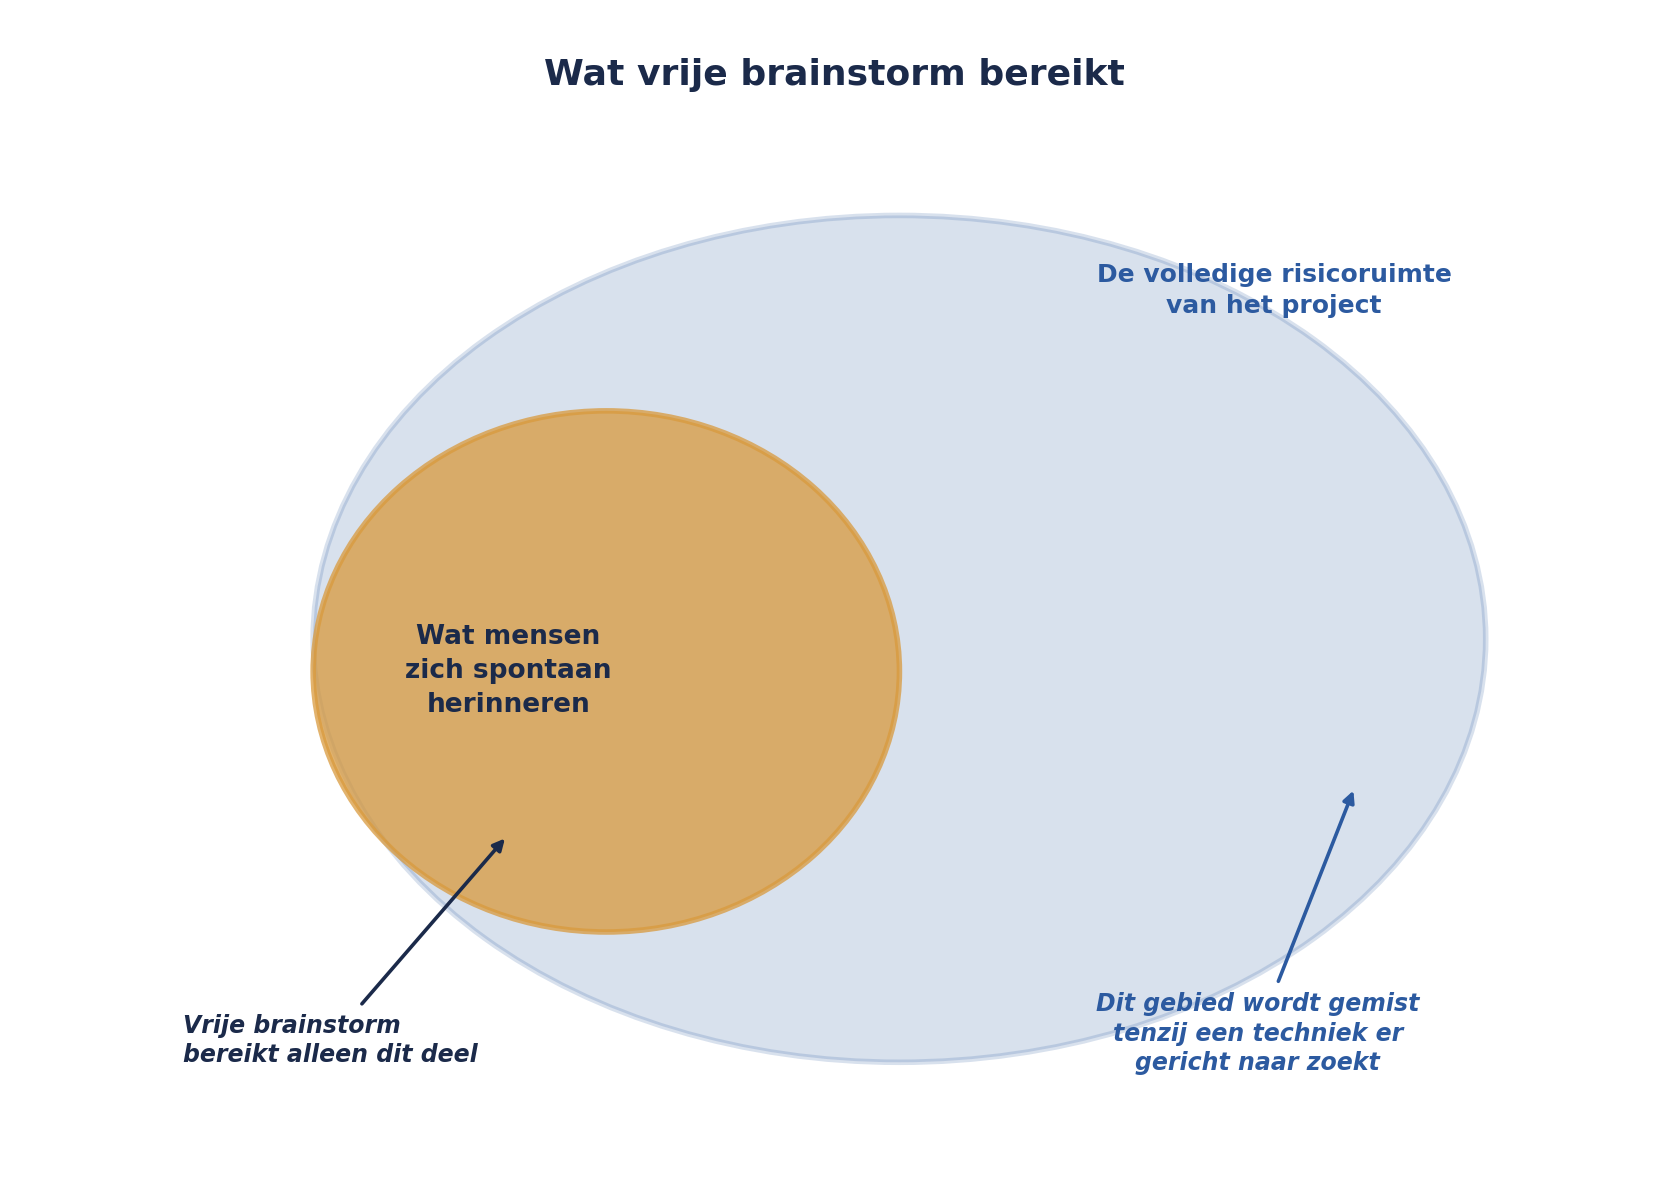 Wat vrije brainstorm bereikt
De volledige risicoruimte
van het project
Wat mensen
zich spontaan
herinneren
Vrije brainstorm
bereikt alleen dit deel
Dit gebied wordt gemist
tenzij een techniek er
gericht naar zoekt